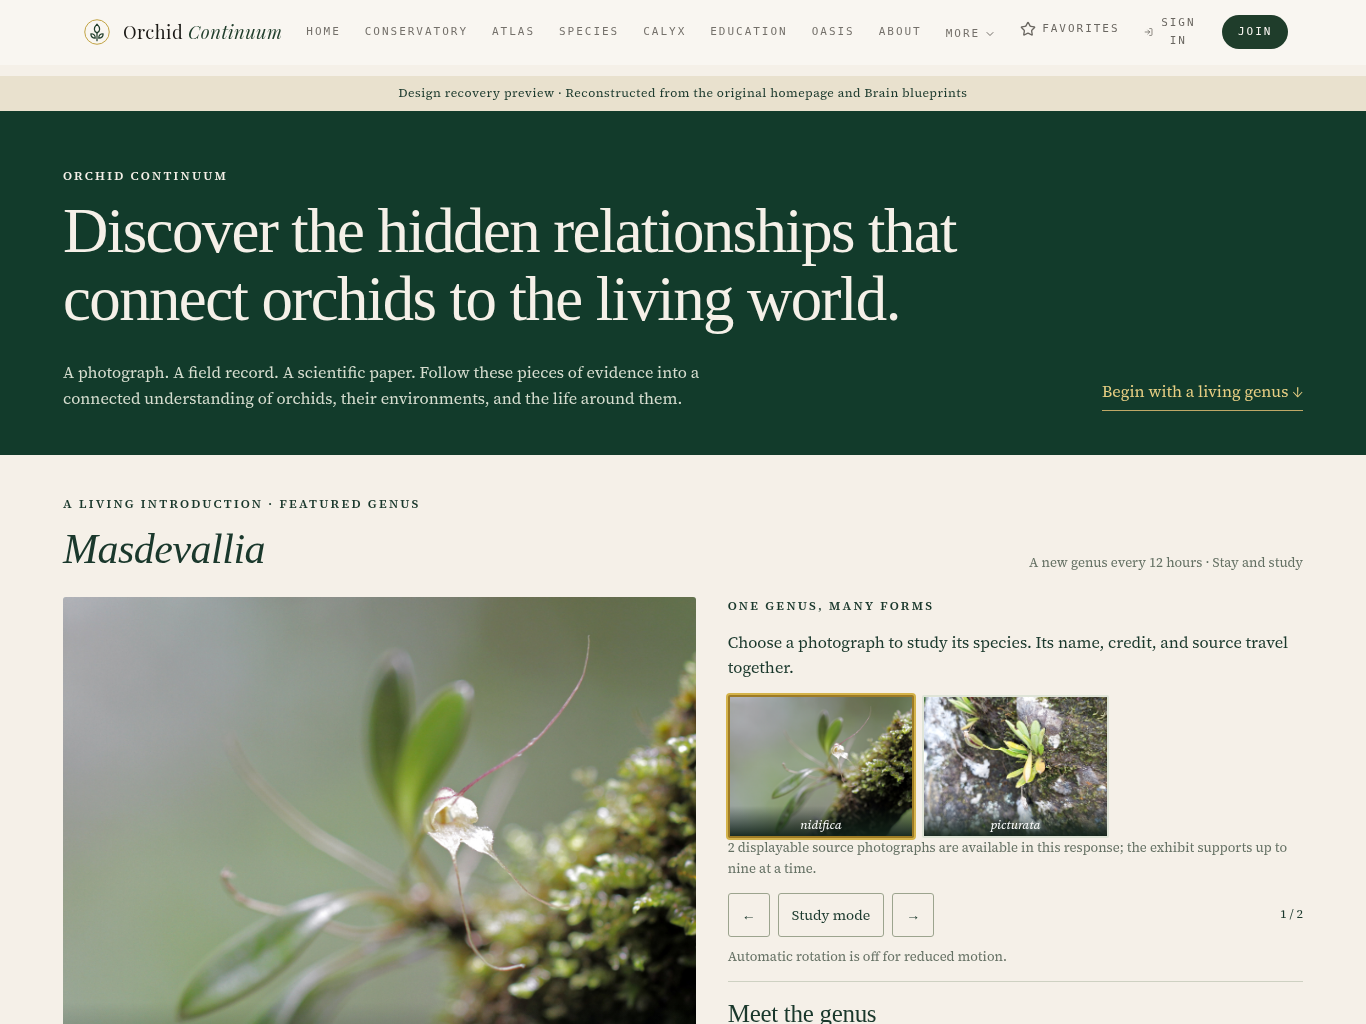 Orchid Continuum
HOME
CONSERVATORY
ATLAS
SPECIES
CALYX
EDUCATION
OASIS
ABOUT
MORE
FAVORITES
SIGN IN
JOIN
Design recovery preview · Reconstructed from the original homepage and Brain blueprints
ORCHID CONTINUUM
Discover the hidden relationships that
connect orchids to the living world.
A photograph. A field record. A scientific paper. Follow these pieces of evidence into a
connected understanding of orchids, their environments, and the life around them.
Begin with a living genus ↓
A LIVING INTRODUCTION · FEATURED GENUS
Masdevallia
A new genus every 12 hours · Stay and study
ONE GENUS, MANY FORMS
Choose a photograph to study its species. Its name, credit, and source travel
together.
nidifica
picturata
2 displayable source photographs are available in this response; the exhibit supports up to
nine at a time.
←
Study mode
→
1 / 2
Automatic rotation is off for reduced motion.
Meet the genus